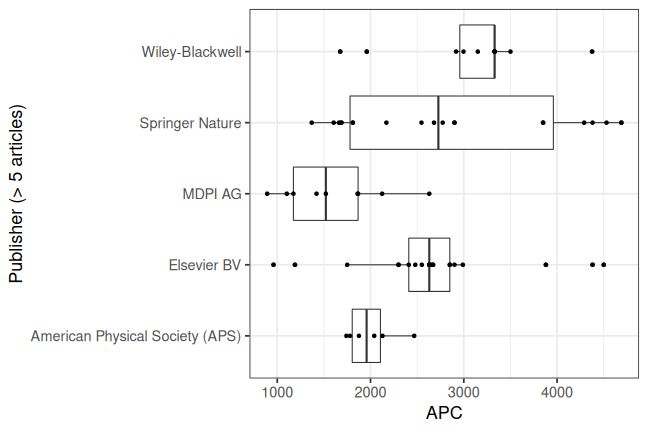 Publisher (> 5 articles)
Wiley-Blackwell
Springer Nature
MDPI AG
Elsevier BV
American Physical Society (APS)
1000 2000 3000 4000
APC